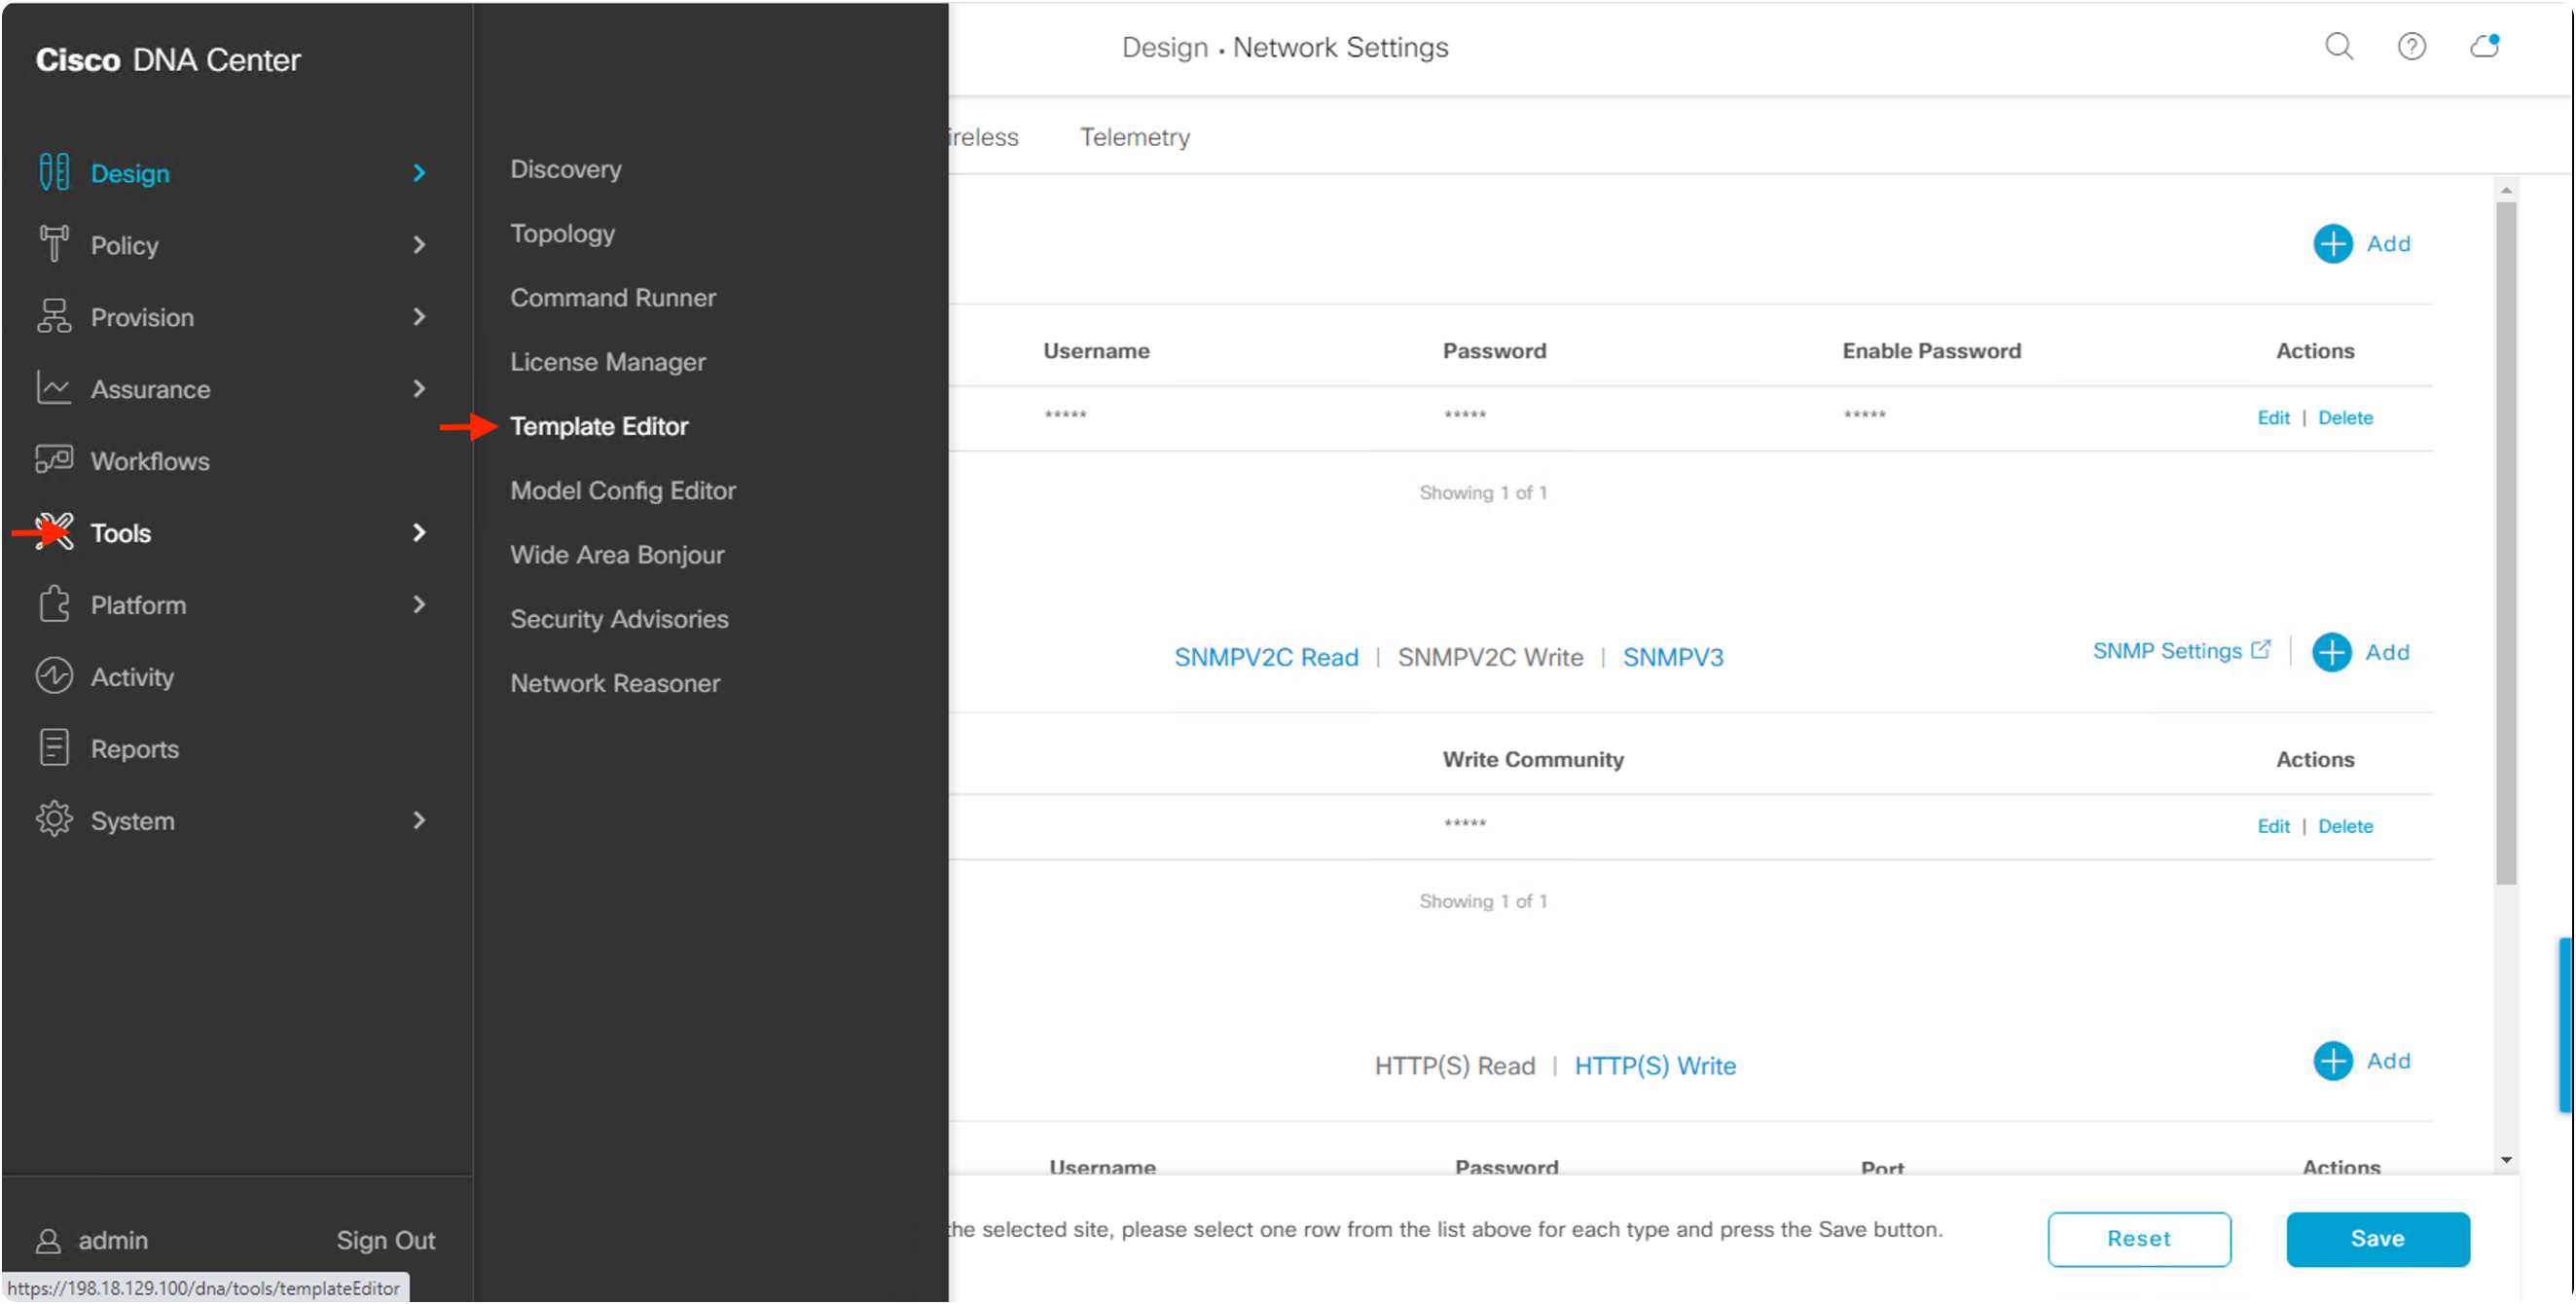 Cisco DNA Center
Design
Policy
Provision
Assurance
Workflows
Tools
Platform
Activity
Reports
System
admin
Sign Out
https://198.18.129.100/dna/tools/templateEditor
Discovery
Topology
Command Runner
License Manager
Template Editor
Model Config Editor
Wide Area Bonjour
Security Advisories
Network Reasoner
Design • Network Settings
ireless Telemetry
Add
Username Password Enable Password Actions
***** ***** ***** Edit | Delete
Showing 1 of 1
SNMPV2C Read | SNMPV2C Write | SNMPV3 SNMP Settings | Add
Write Community Actions
***** Edit | Delete
Showing 1 of 1
HTTP(S) Read | HTTP(S) Write Add
Username Password Port Actions
the selected site, please select one row from the list above for each type and press the Save button.
Reset Save